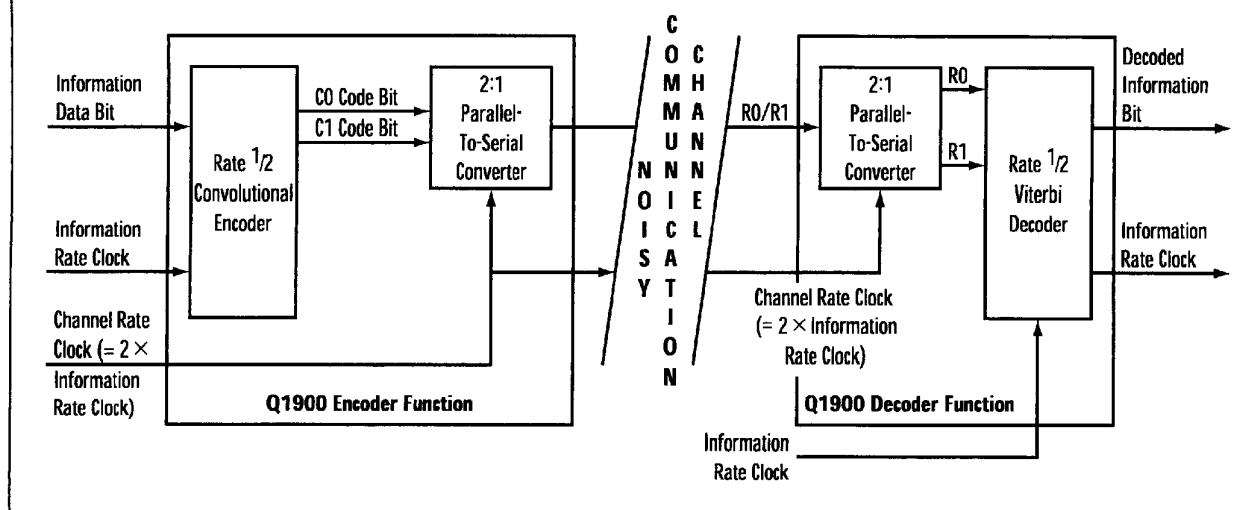 Information
Data Bit
Information
Rate Clock
Channel Rate
Clock (= 2 ×
Information
Rate Clock)
Rate 1/2
Convolutional
Encoder
C0 Code Bit
C1 Code Bit
2:1
Parallel-
To-Serial
Converter
Q1900 Encoder Function
NOISY
COMMUNICATION
CHANNEL
R0/R1
2:1
Parallel-
To-Serial
Converter
R0
R1
Rate 1/2
Viterbi
Decoder
Channel Rate Clock
(= 2 × Information
Rate Clock)
Q1900 Decoder Function
Information
Rate Clock
Decoded
Information
Bit
Information
Rate Clock